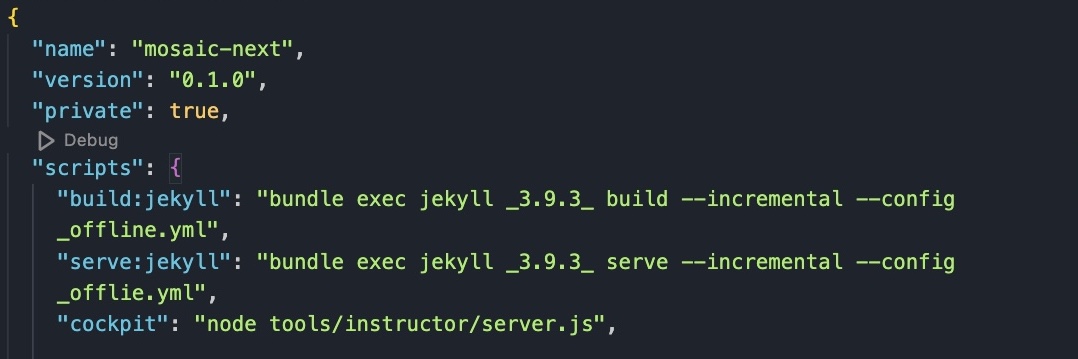 {
"name": "mosaic-next",
"version": "0.1.0",
"private": true,
Debug
"scripts": {
"build:jekyll": "bundle exec jekyll _3.9.3_ build --incremental --config
_offline.yml",
"serve:jekyll": "bundle exec jekyll _3.9.3_ serve --incremental --config
_offlie.yml",
"cockpit": "node tools/instructor/server.js",